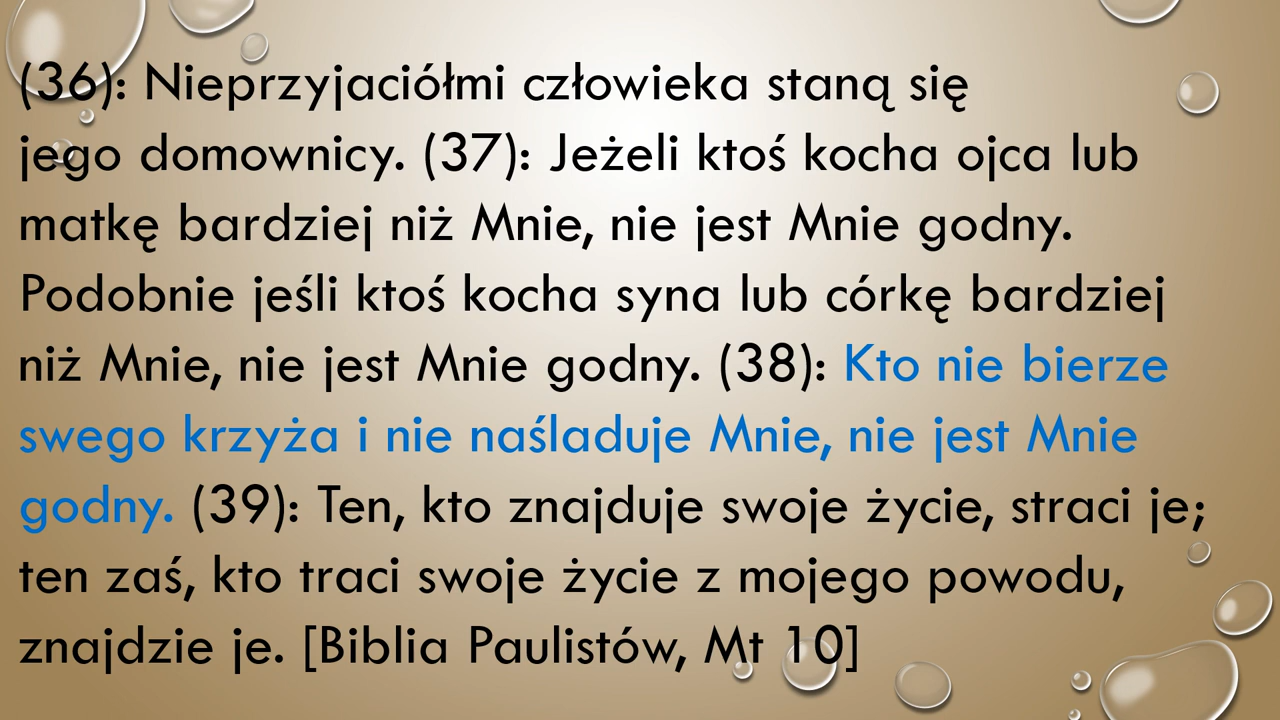 (36): Nieprzyjaciółmi człowieka staną się
jego domownicy. (37): Jeżeli ktoś kocha ojca lub
matkę bardziej niż Mnie, nie jest Mnie godny.
Podobnie jeśli ktoś kocha syna lub córkę bardziej
niż Mnie, nie jest Mnie godny. (38): Kto nie bierze
swego krzyża i nie naśladuje Mnie, nie jest Mnie
godny. (39): Ten, kto znajduje swoje życie, straci je;
ten zaś, kto traci swoje życie z mojego powodu,
znajdzie je. [Biblia Paulistów, Mt 10]